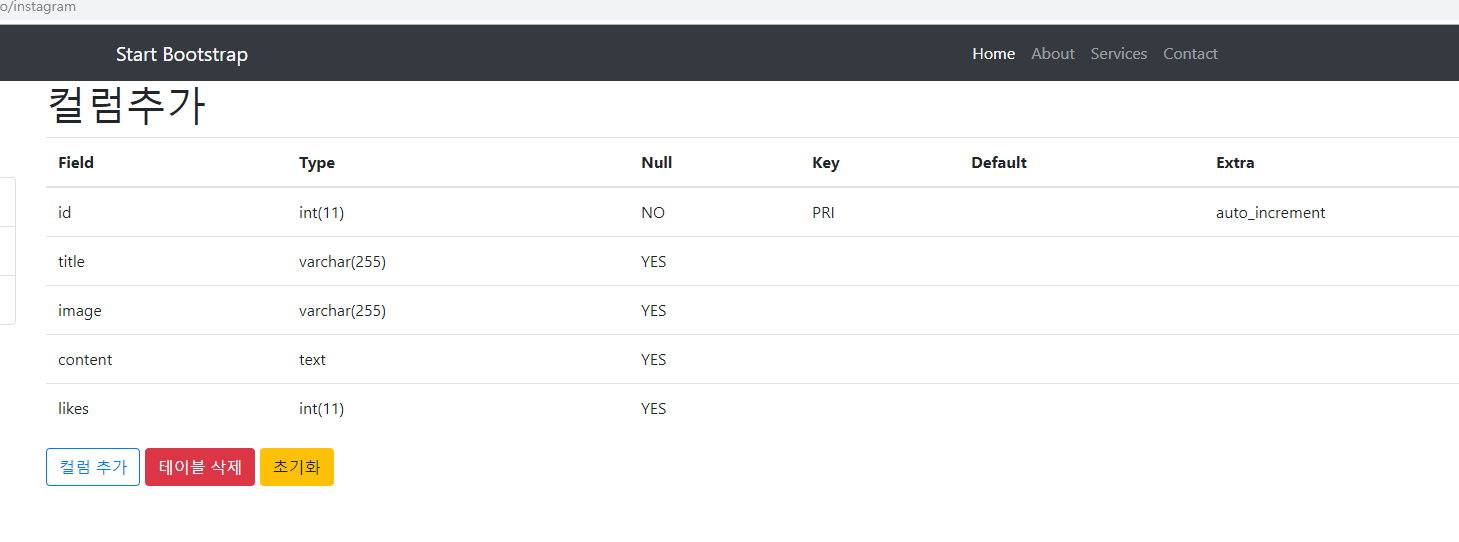 o/instagram
Start Bootstrap Home About Services Contact
컬럼추가
Field Type Null Key Default Extra
id int(11) NO PRI auto_increment
title varchar(255) YES
image varchar(255) YES
content text YES
likes int(11) YES
컬럼 추가 테이블 삭제 초기화